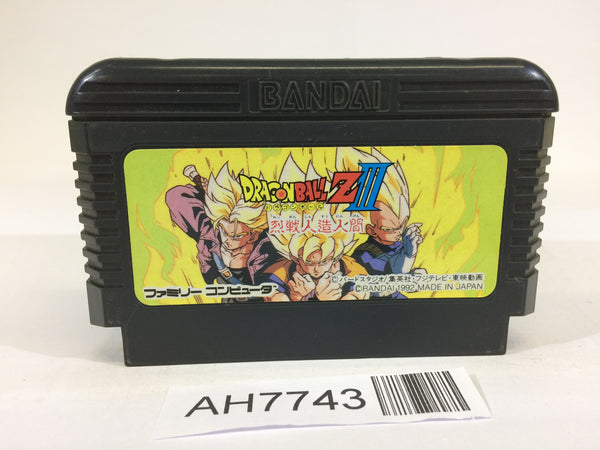 BANDAI
DRAGON BALL Z III
烈戦人造人間
©バードスタジオ/集英社・フジテレビ・東映動画
©BANDAI 1992 MADE IN JAPAN
ファミリーコンピュータ
AH7743